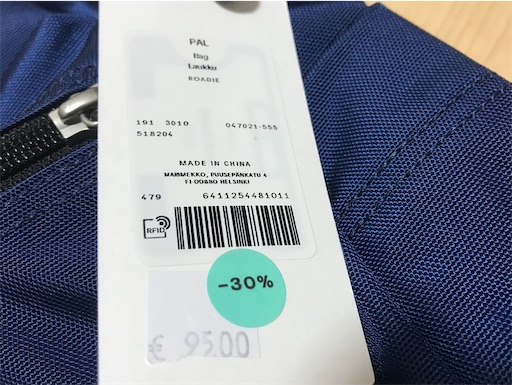 PAL
Bag
Laukku
ROADIE
191 3010 047021-555
518204
MADE IN CHINA
MARIMEKKO, PUUSEPÄNKATU 4
FI-00880 HELSINKI
479 6411254481011
RFID
-30%
€ 95.00